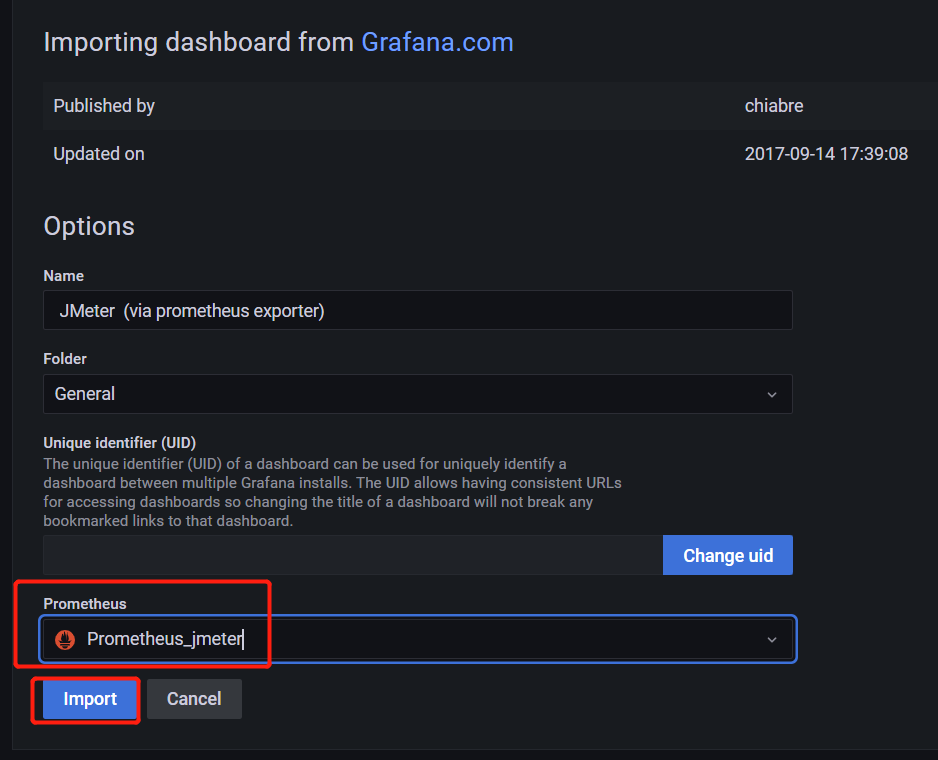 Importing dashboard from Grafana.com
Published by chiabre
Updated on 2017-09-14 17:39:08
Options
Name
JMeter (via prometheus exporter)
Folder
General
Unique identifier (UID)
The unique identifier (UID) of a dashboard can be used for uniquely identify a
dashboard between multiple Grafana installs. The UID allows having consistent URLs
for accessing dashboards so changing the title of a dashboard will not break any
bookmarked links to that dashboard.
Change uid
Prometheus
Prometheus_jmeter
Import Cancel